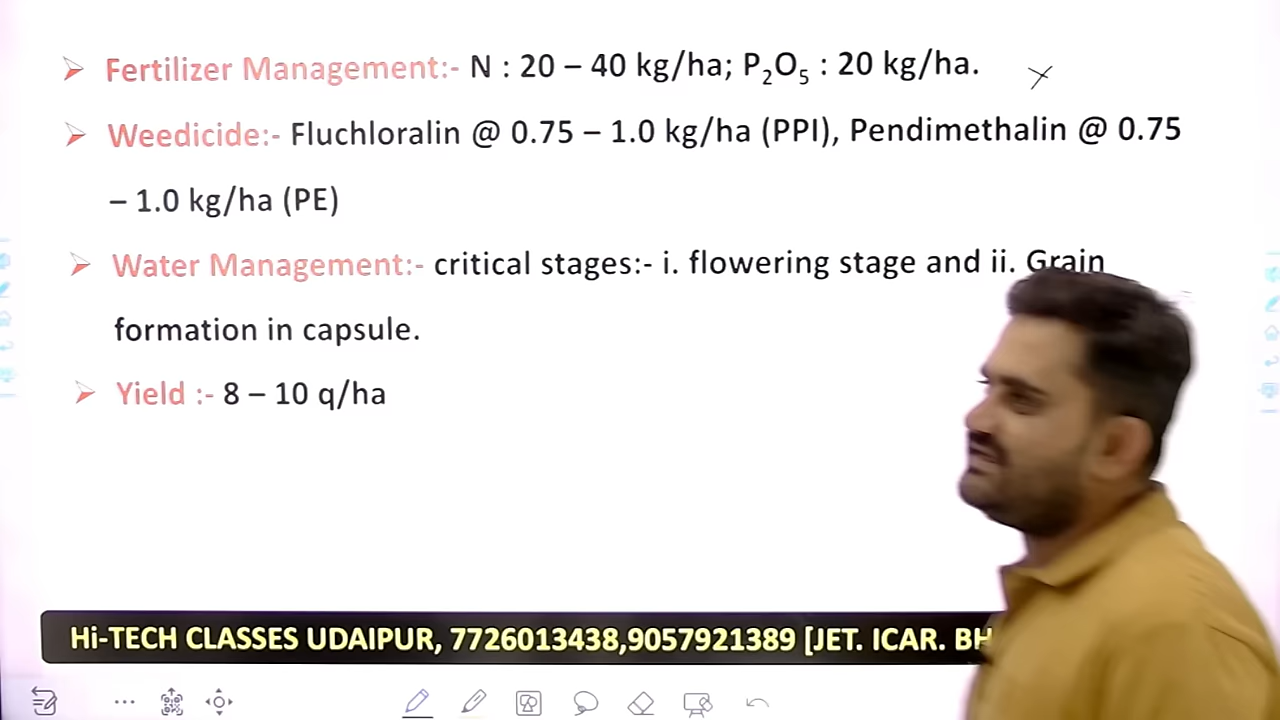 Fertilizer Management:- N : 20 – 40 kg/ha; P₂O₅ : 20 kg/ha.
Weedicide:- Fluchloralin @ 0.75 – 1.0 kg/ha (PPI), Pendimethalin @ 0.75
– 1.0 kg/ha (PE)
Water Management:- critical stages:- i. flowering stage and ii. Grain
formation in capsule.
Yield :- 8 – 10 q/ha
Hi-TECH CLASSES UDAIPUR, 7726013438,9057921389 [JET. ICAR. BH